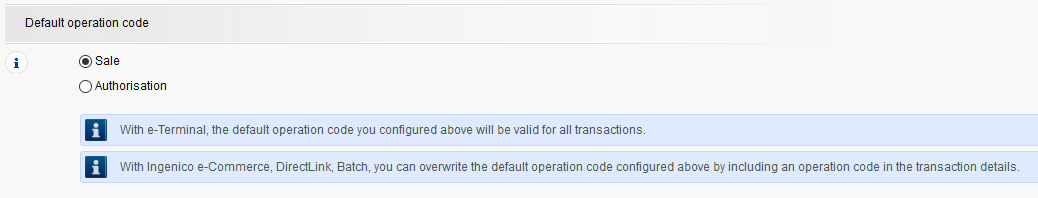 Default operation code
Sale
Authorisation
With e-Terminal, the default operation code you configured above will be valid for all transactions.
With Ingenico e-Commerce, DirectLink, Batch, you can overwrite the default operation code configured above by including an operation code in the transaction details.